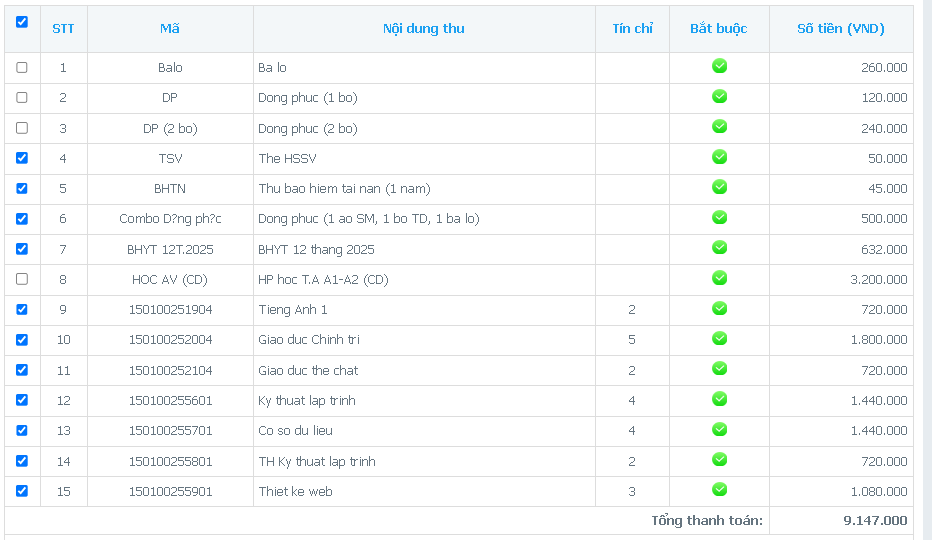 STT Mã Nội dung thu Tín chỉ Bắt buộc Số tiền (VND)
1 Balo Ba lo 260.000
2 DP Dong phuc (1 bo) 120.000
3 DP (2 bo) Dong phuc (2 bo) 240.000
4 TSV The HSSV 50.000
5 BHTN Thu bao hiem tai nan (1 nam) 45.000
6 Combo D?ng ph?c Dong phuc (1 ao SM, 1 bo TD, 1 ba lo) 500.000
7 BHYT 12T.2025 BHYT 12 thang 2025 632.000
8 HOC AV (CD) HP hoc T.A A1-A2 (CD) 3.200.000
9 150100251904 Tieng Anh 1 2 720.000
10 150100252004 Giao duc Chinh tri 5 1.800.000
11 150100252104 Giao duc the chat 2 720.000
12 150100255601 Ky thuat lap trinh 4 1.440.000
13 150100255701 Co so du lieu 4 1.440.000
14 150100255801 TH Ky thuat lap trinh 2 720.000
15 150100255901 Thiet ke web 3 1.080.000
Tổng thanh toán: 9.147.000